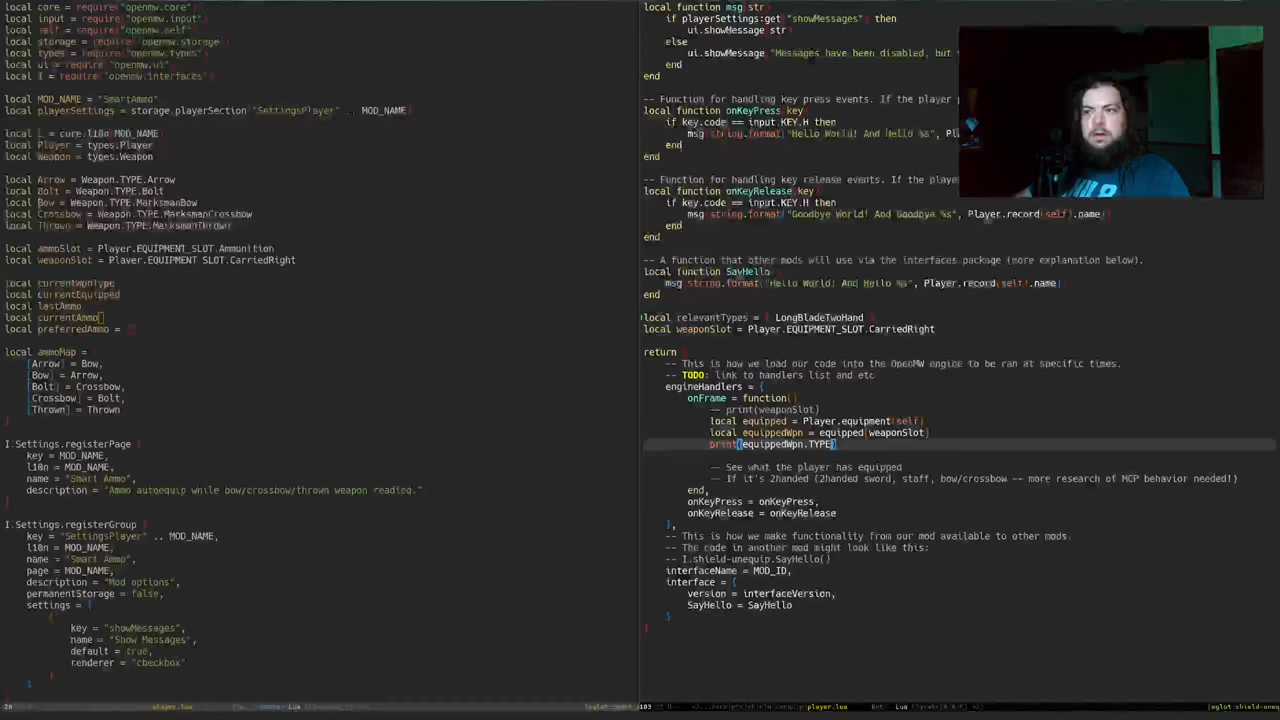 local core = require("openmw.core")
local input = require("openmw.input")
local self = require("openmw.self")
local storage = require('openmw.storage')
local types = require("openmw.types")
local ui = require("openmw.ui")
local I = require('openmw.interfaces')
local MOD_NAME = "SmartAmmo"
local playerSettings = storage.playerSection("SettingsPlayer" .. MOD_NAME)
local L = core.l10n(MOD_NAME)
local Player = types.Player
local Weapon = types.Weapon
local Arrow = Weapon.TYPE.Arrow
local Bolt = Weapon.TYPE.Bolt
local Bow = Weapon.TYPE.MarksmanBow
local Crossbow = Weapon.TYPE.MarksmanCrossbow
local Thrown = Weapon.TYPE.MarksmanThrown
local ammoSlot = Player.EQUIPMENT_SLOT.Ammunition
local weaponSlot = Player.EQUIPMENT_SLOT.CarriedRight
local currentWpnType
local currentEquipped
local lastAmmo
local currentAmmo
local preferredAmmo = {}
local ammoMap = {
[Arrow] = Bow,
[Bow] = Arrow,
[Bolt] = Crossbow,
[Crossbow] = Bolt,
[Thrown] = Thrown
}
I.Settings.registerPage {
key = MOD_NAME,
l10n = MOD_NAME,
name = "Smart Ammo",
description = "Ammo autoequip while bow/crossbow/thrown weapon readied."
}
I.Settings.registerGroup {
key = "SettingsPlayer" .. MOD_NAME,
l10n = MOD_NAME,
name = "Smart Ammo",
page = MOD_NAME,
description = "Mod options",
permanentStorage = false,
settings = {
{
key = "showMessages",
name = "Show Messages",
default = true,
renderer = "checkbox"
}
}
player.lua
Lua
local function msg(str)
if playerSettings:get("showMessages") then
ui.showMessage(str)
else
ui.showMessage("Messages have been disabled, but
end
end
-- Function for handling key press events. If the player
local function onKeyPress(key)
if key.code == input.KEY.H then
msg(string.format("Hello World! And Hello %s",
end
end
-- Function for handling key release events. If the player
local function onKeyRelease(key)
if key.code == input.KEY.H then
msg(string.format("Goodbye World! And Goodbye %s", Player.record(self).name))
end
end
-- A function that other mods will use via the interfaces package (more explanation below).
local function SayHello()
msg(string.format("Hello World! And Hello %s", Player.record(self).name))
end
local relevantTypes = { LongBladeTwoHand }
local weaponSlot = Player.EQUIPMENT_SLOT.CarriedRight
return {
-- This is how we load our code into the OpenMW engine to be ran at specific times.
-- TODO: link to handlers list and etc
engineHandlers = {
onFrame = function()
-- print(weaponSlot)
local equipped = Player.equipment(self)
local equippedWpn = equipped[weaponSlot]
print(equippedWpn.TYPE)
-- See what the player has equipped
-- If it's 2handed (2handed sword, staff, bow/crossbow -- more research of MCP behavior needed!)
end,
onKeyPress = onKeyPress,
onKeyRelease = onKeyRelease
},
-- This is how we make functionality from our mod available to other mods.
-- The code in another mod might look like this:
-- I.shield-unequip.SayHello()
interfaceName = MOD_ID,
interface = {
version = interfaceVersion,
SayHello = SayHello
}
}
player.lua
Lua